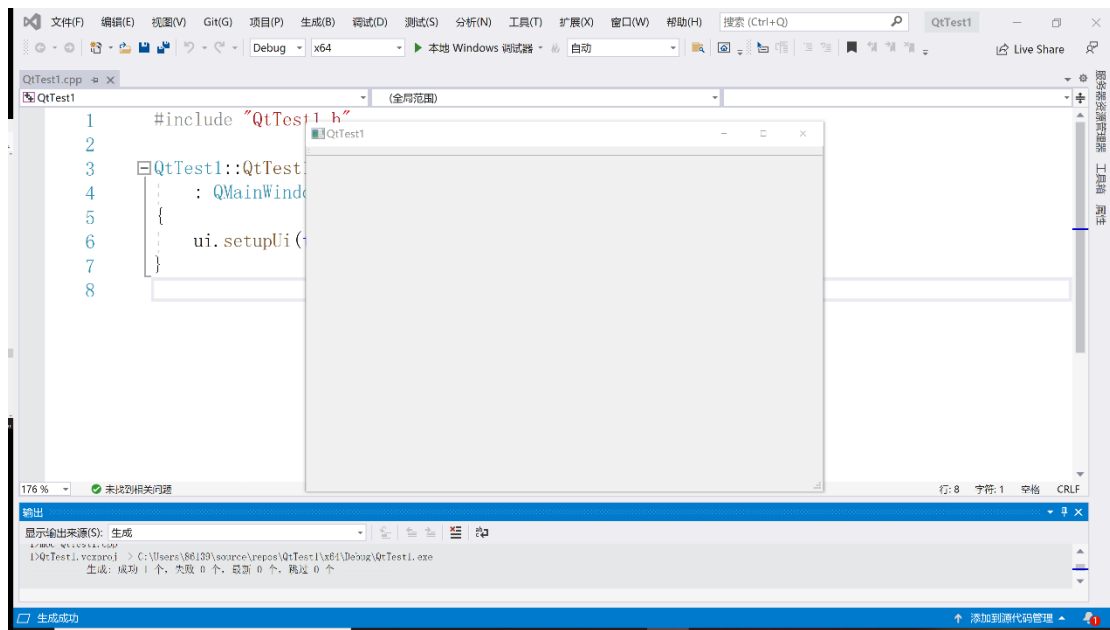 文件(F) 编辑(E) 视图(V) Git(G) 项目(P) 生成(B) 调试(D) 测试(S) 分析(N) 工具(T) 扩展(X) 窗口(W) 帮助(H) 搜索 (Ctrl+Q) QtTest1
Debug x64 本地 Windows 调试器 自动 Live Share
QtTest1.cpp
QtTest1 (全局范围)
1 #include "QtTest1.h"
2
3 QtTest1::QtTest
4 : QMainWindo
5 {
6 ui.setupUi(
7 }
8
QtTest1
服务器资源管理器
工具箱
属性
176 % 未找到相关问题 行: 8 字符: 1 空格 CRLF
输出
显示输出来源(S): 生成
1>moc QtTest1.cpp
1>QtTest1.vcxproj -> C:\Users\86139\source\repos\QtTest1\x64\Debug\QtTest1.exe
生成: 成功 1 个，失败 0 个，最新 0 个，跳过 0 个
生成成功 添加到源代码管理 1